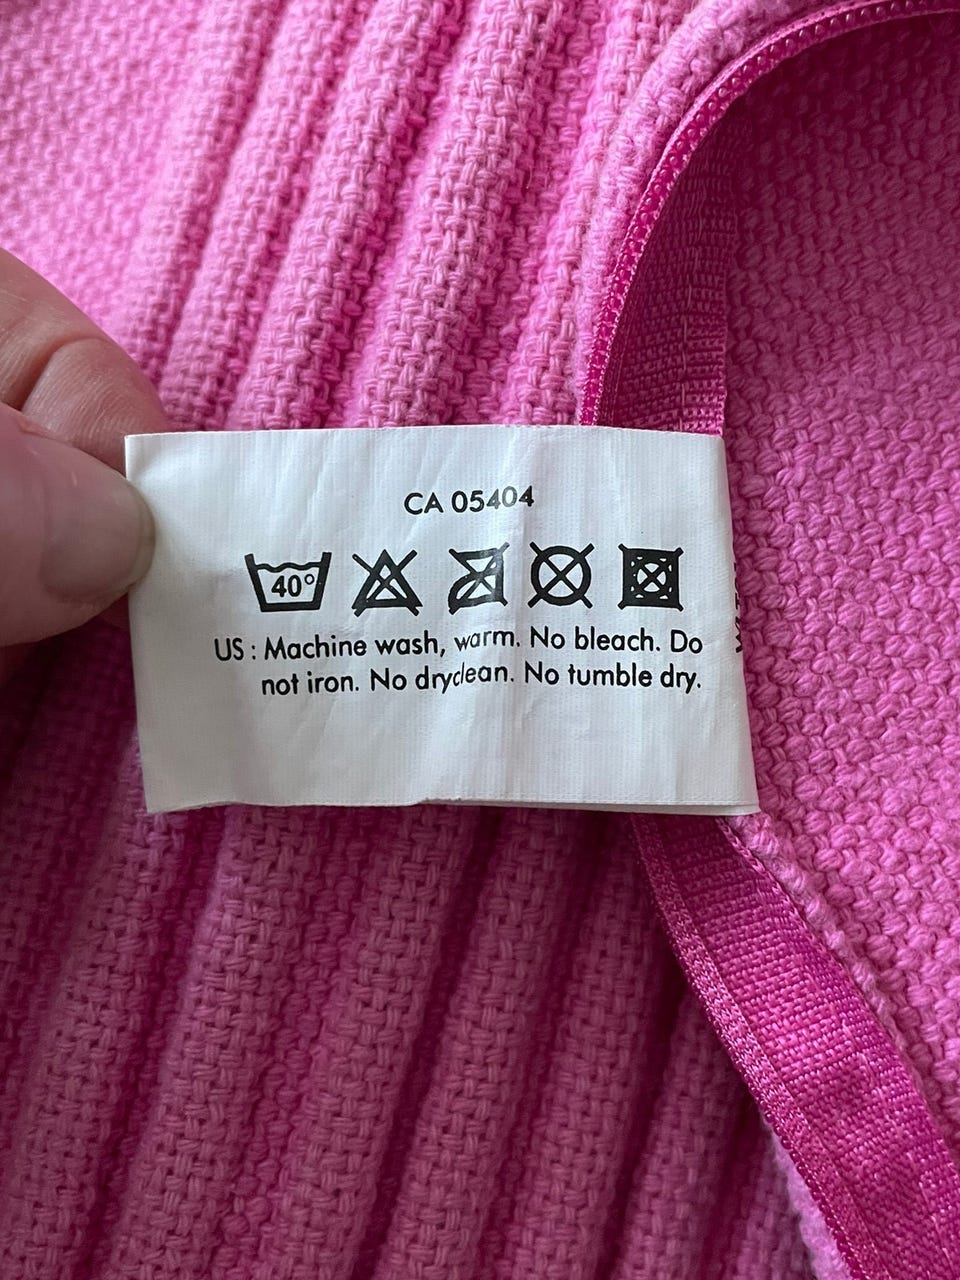 CA 05404
40°
US : Machine wash, warm. No bleach. Do
not iron. No dryclean. No tumble dry.